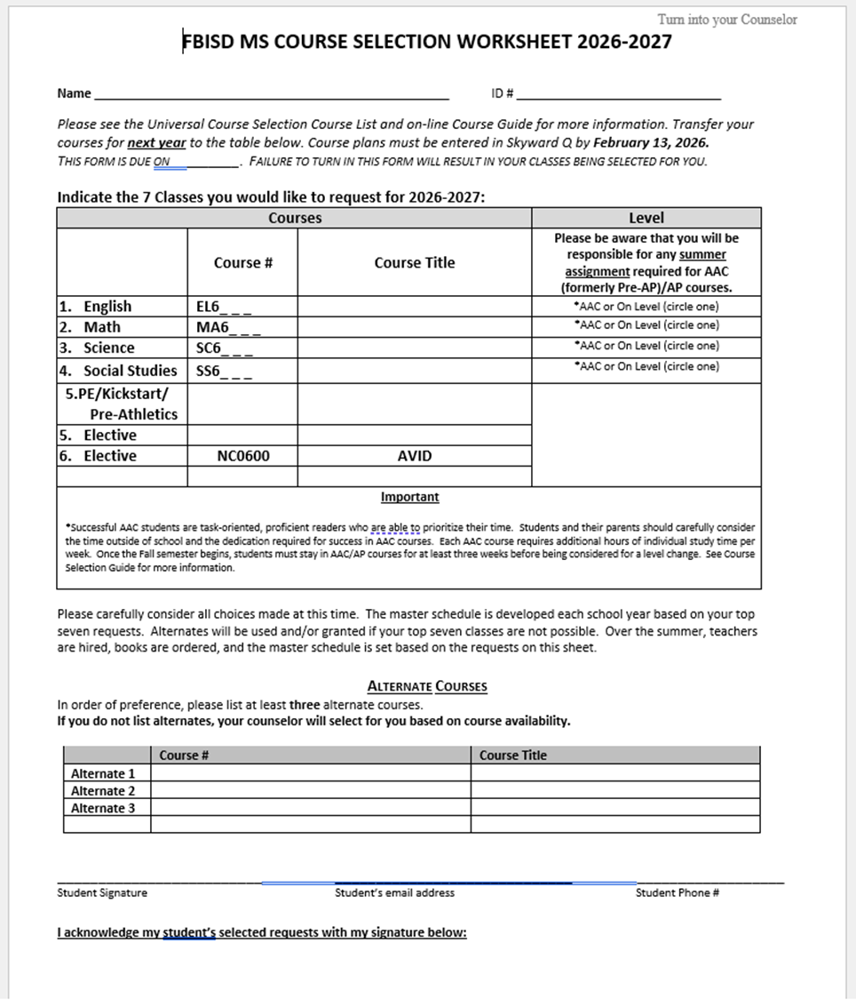 Turn into your Counselor
FBISD MS COURSE SELECTION WORKSHEET 2026-2027
Name ____________________ ID # ____________________
Please see the Universal Course Selection Course List and on-line Course Guide for more information. Transfer your
courses for next year to the table below. Course plans must be entered in Skyward Q by February 13, 2026.
THIS FORM IS DUE ON __________. FAILURE TO TURN IN THIS FORM WILL RESULT IN YOUR CLASSES BEING SELECTED FOR YOU.
Indicate the 7 Classes you would like to request for 2026-2027:
Courses Level
Course # Course Title
Please be aware that you will be
responsible for any summer
assignment required for AAC
(formerly Pre-AP)/AP courses.
1. English EL6_ _ _ *AAC or On Level (circle one)
2. Math MA6_ _ _ *AAC or On Level (circle one)
3. Science SC6_ _ _ *AAC or On Level (circle one)
4. Social Studies SS6_ _ _ *AAC or On Level (circle one)
5.PE/Kickstart/
Pre-Athletics
5. Elective
6. Elective NC0600 AVID
Important
*Successful AAC students are task-oriented, proficient readers who are able to prioritize their time. Students and their parents should carefully consider
the time outside of school and the dedication required for success in AAC courses. Each AAC course requires additional hours of individual study time per
week. Once the Fall semester begins, students must stay in AAC/AP courses for at least three weeks before being considered for a level change. See Course
Selection Guide for more information.
Please carefully consider all choices made at this time. The master schedule is developed each school year based on your top
seven requests. Alternates will be used and/or granted if your top seven classes are not possible. Over the summer, teachers
are hired, books are ordered, and the master schedule is set based on the requests on this sheet.
ALTERNATE COURSES
In order of preference, please list at least three alternate courses.
If you do not list alternates, your counselor will select for you based on course availability.
Course # Course Title
Alternate 1
Alternate 2
Alternate 3
Student Signature Student's email address Student Phone #
I acknowledge my student's selected requests with my signature below: